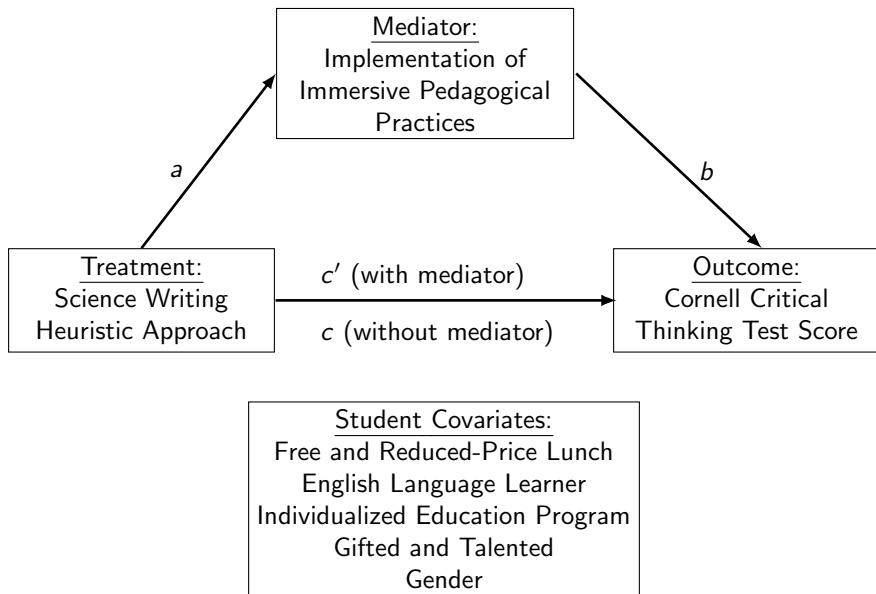 Mediator:
Implementation of
Immersive Pedagogical
Practices
a
b
Treatment:
Science Writing
Heuristic Approach
c′ (with mediator)
c (without mediator)
Outcome:
Cornell Critical
Thinking Test Score
Student Covariates:
Free and Reduced-Price Lunch
English Language Learner
Individualized Education Program
Gifted and Talented
Gender